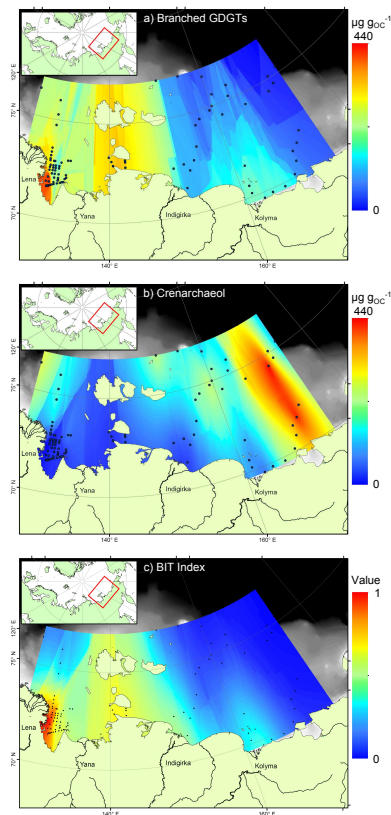 a) Branched GDGTs
µg gOC⁻¹
440
0
120°E
75°N
70°N
Lena
Yana
Indigirka
Kolyma
140°E
160°E
b) Crenarchaeol
µg gOC⁻¹
440
0
120°E
75°N
70°N
Lena
Yana
Indigirka
Kolyma
140°E
160°E
c) BIT Index
Value
1
0
120°E
75°N
70°N
Lena
Yana
Indigirka
Kolyma
140°E
160°E